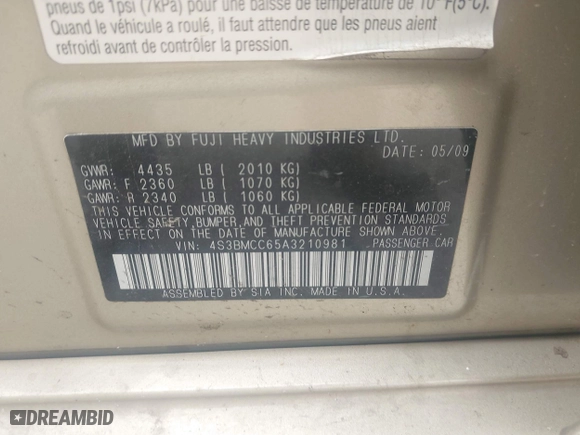 pneus de 1psi (7kPa) pour une baisse de température de 10°F(5°C).
Quand le véhicule a roulé, il faut attendre que les pneus aient
refroidi avant de contrôler la pression.
MFD BY FUJI HEAVY INDUSTRIES LTD.
DATE: 05/09
GVWR: 4435 LB ( 2010 KG)
GAWR: F 2360 LB ( 1070 KG)
GAWR: R 2340 LB ( 1060 KG)
THIS VEHICLE CONFORMS TO ALL APPLICABLE FEDERAL MOTOR
VEHICLE SAFETY,BUMPER,AND THEFT PREVENTION STANDARDS
IN EFFECT ON THE DATE OF MANUFACTURE SHOWN ABOVE.
VIN: 4S3BMCC65A3210981 PASSENGER CAR
ASSEMBLED BY SIA INC. MADE IN U.S.A.
DREAMBID